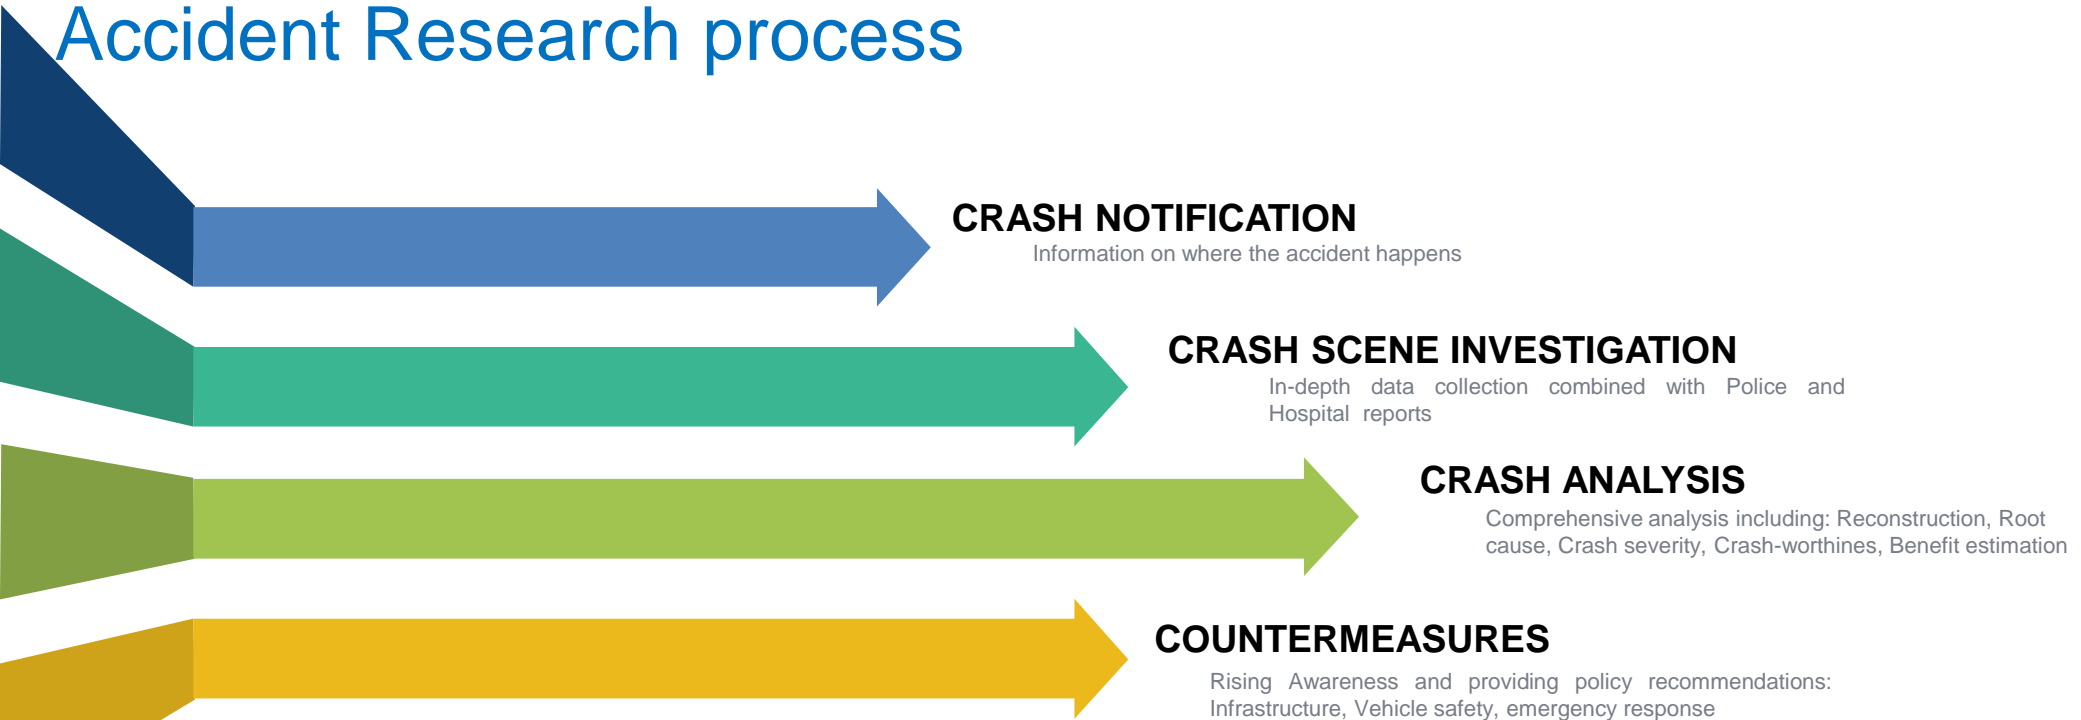 Accident Research process
CRASH NOTIFICATION
Information on where the accident happens
CRASH SCENE INVESTIGATION
In-depth data collection combined with Police and
Hospital reports
CRASH ANALYSIS
Comprehensive analysis including: Reconstruction, Root
cause, Crash severity, Crash-worthines, Benefit estimation
COUNTERMEASURES
Rising Awareness and providing policy recommendations:
Infrastructure, Vehicle safety, emergency response